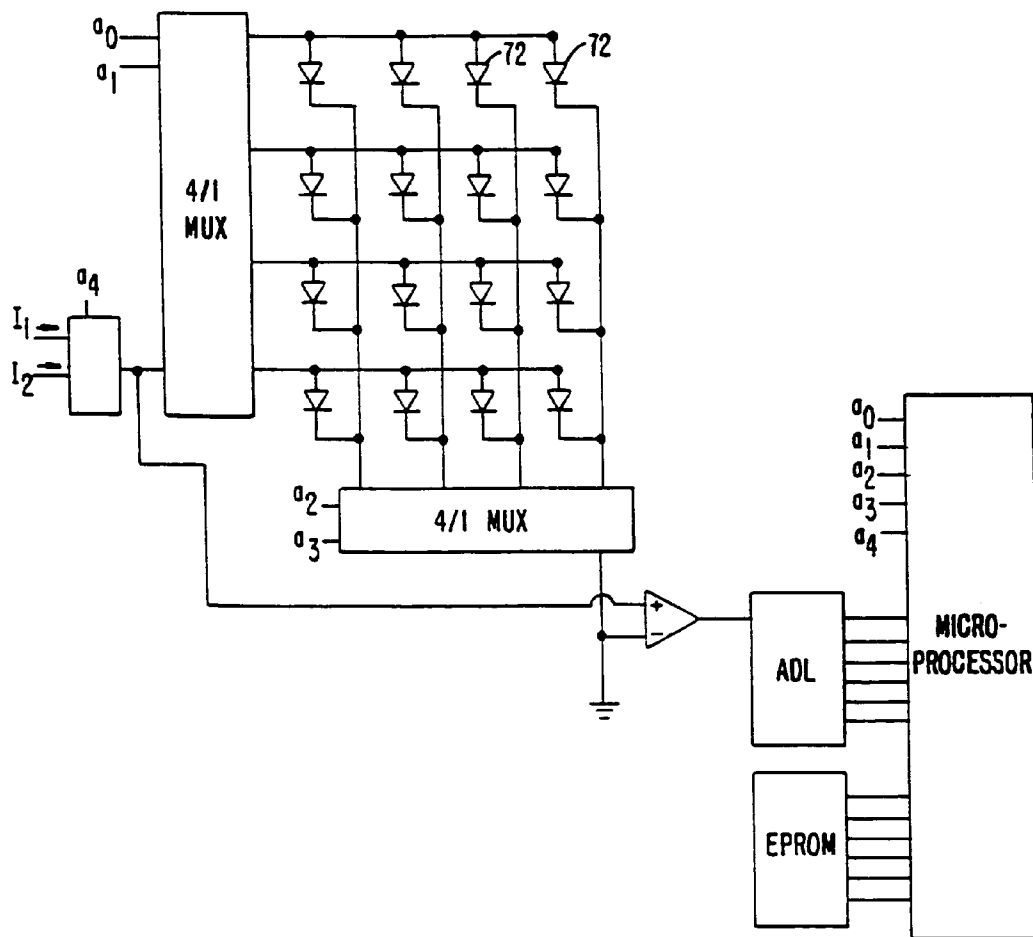 a0
a1
72
72
4/1
MUX
a4
I1
I2
a2
a3
4/1 MUX
a0
a1
a2
a3
a4
+
−
ADL
MICRO-
PROCESSOR
EPROM